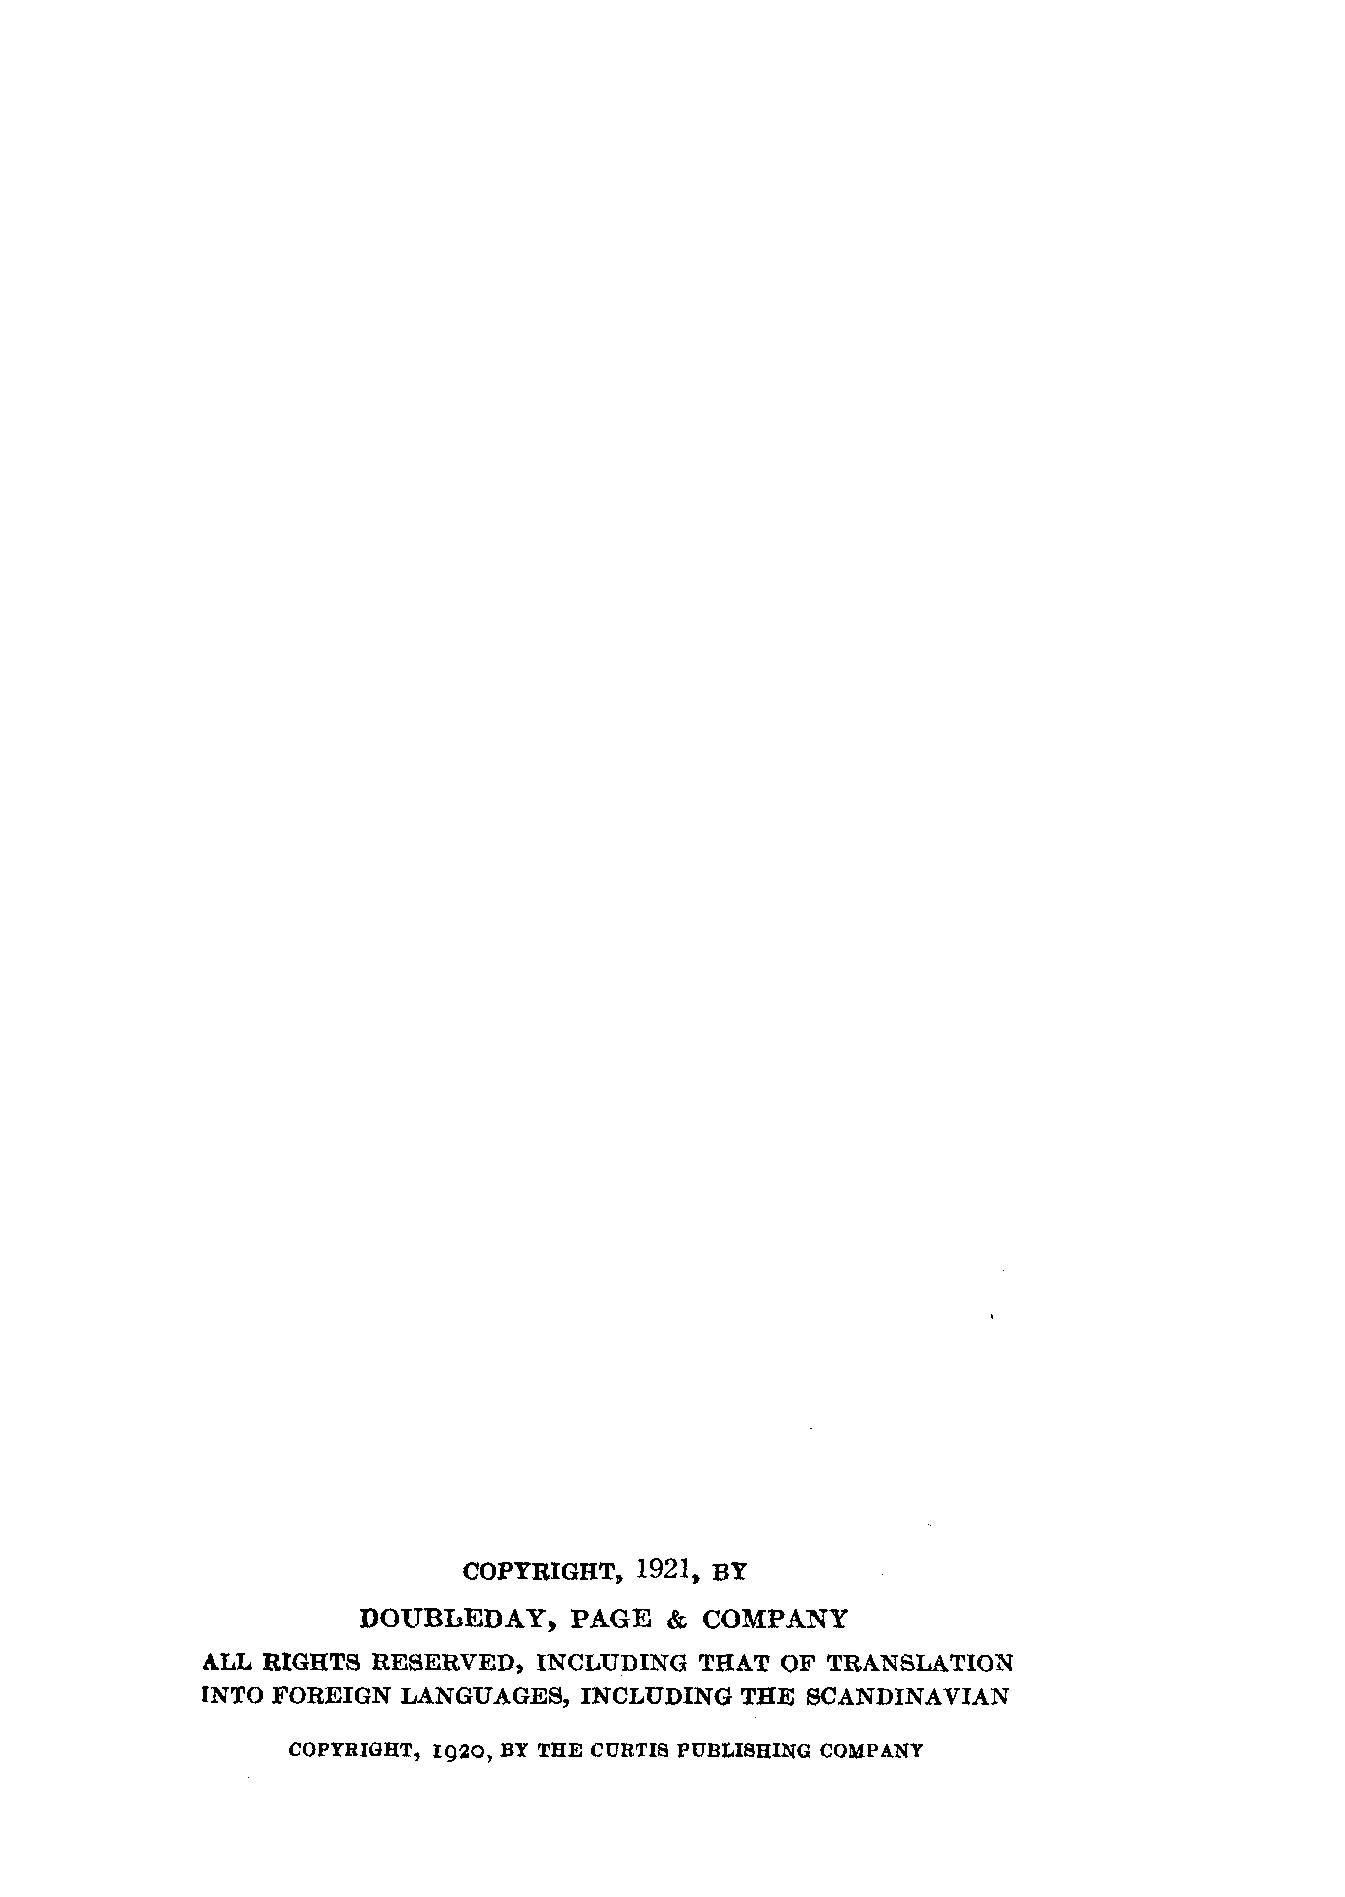 COPYRIGHT, 1921, BY
DOUBLEDAY, PAGE & COMPANY
ALL RIGHTS RESERVED, INCLUDING THAT OF TRANSLATION
INTO FOREIGN LANGUAGES, INCLUDING THE SCANDINAVIAN
COPYRIGHT, 1920, BY THE CURTIS PUBLISHING COMPANY